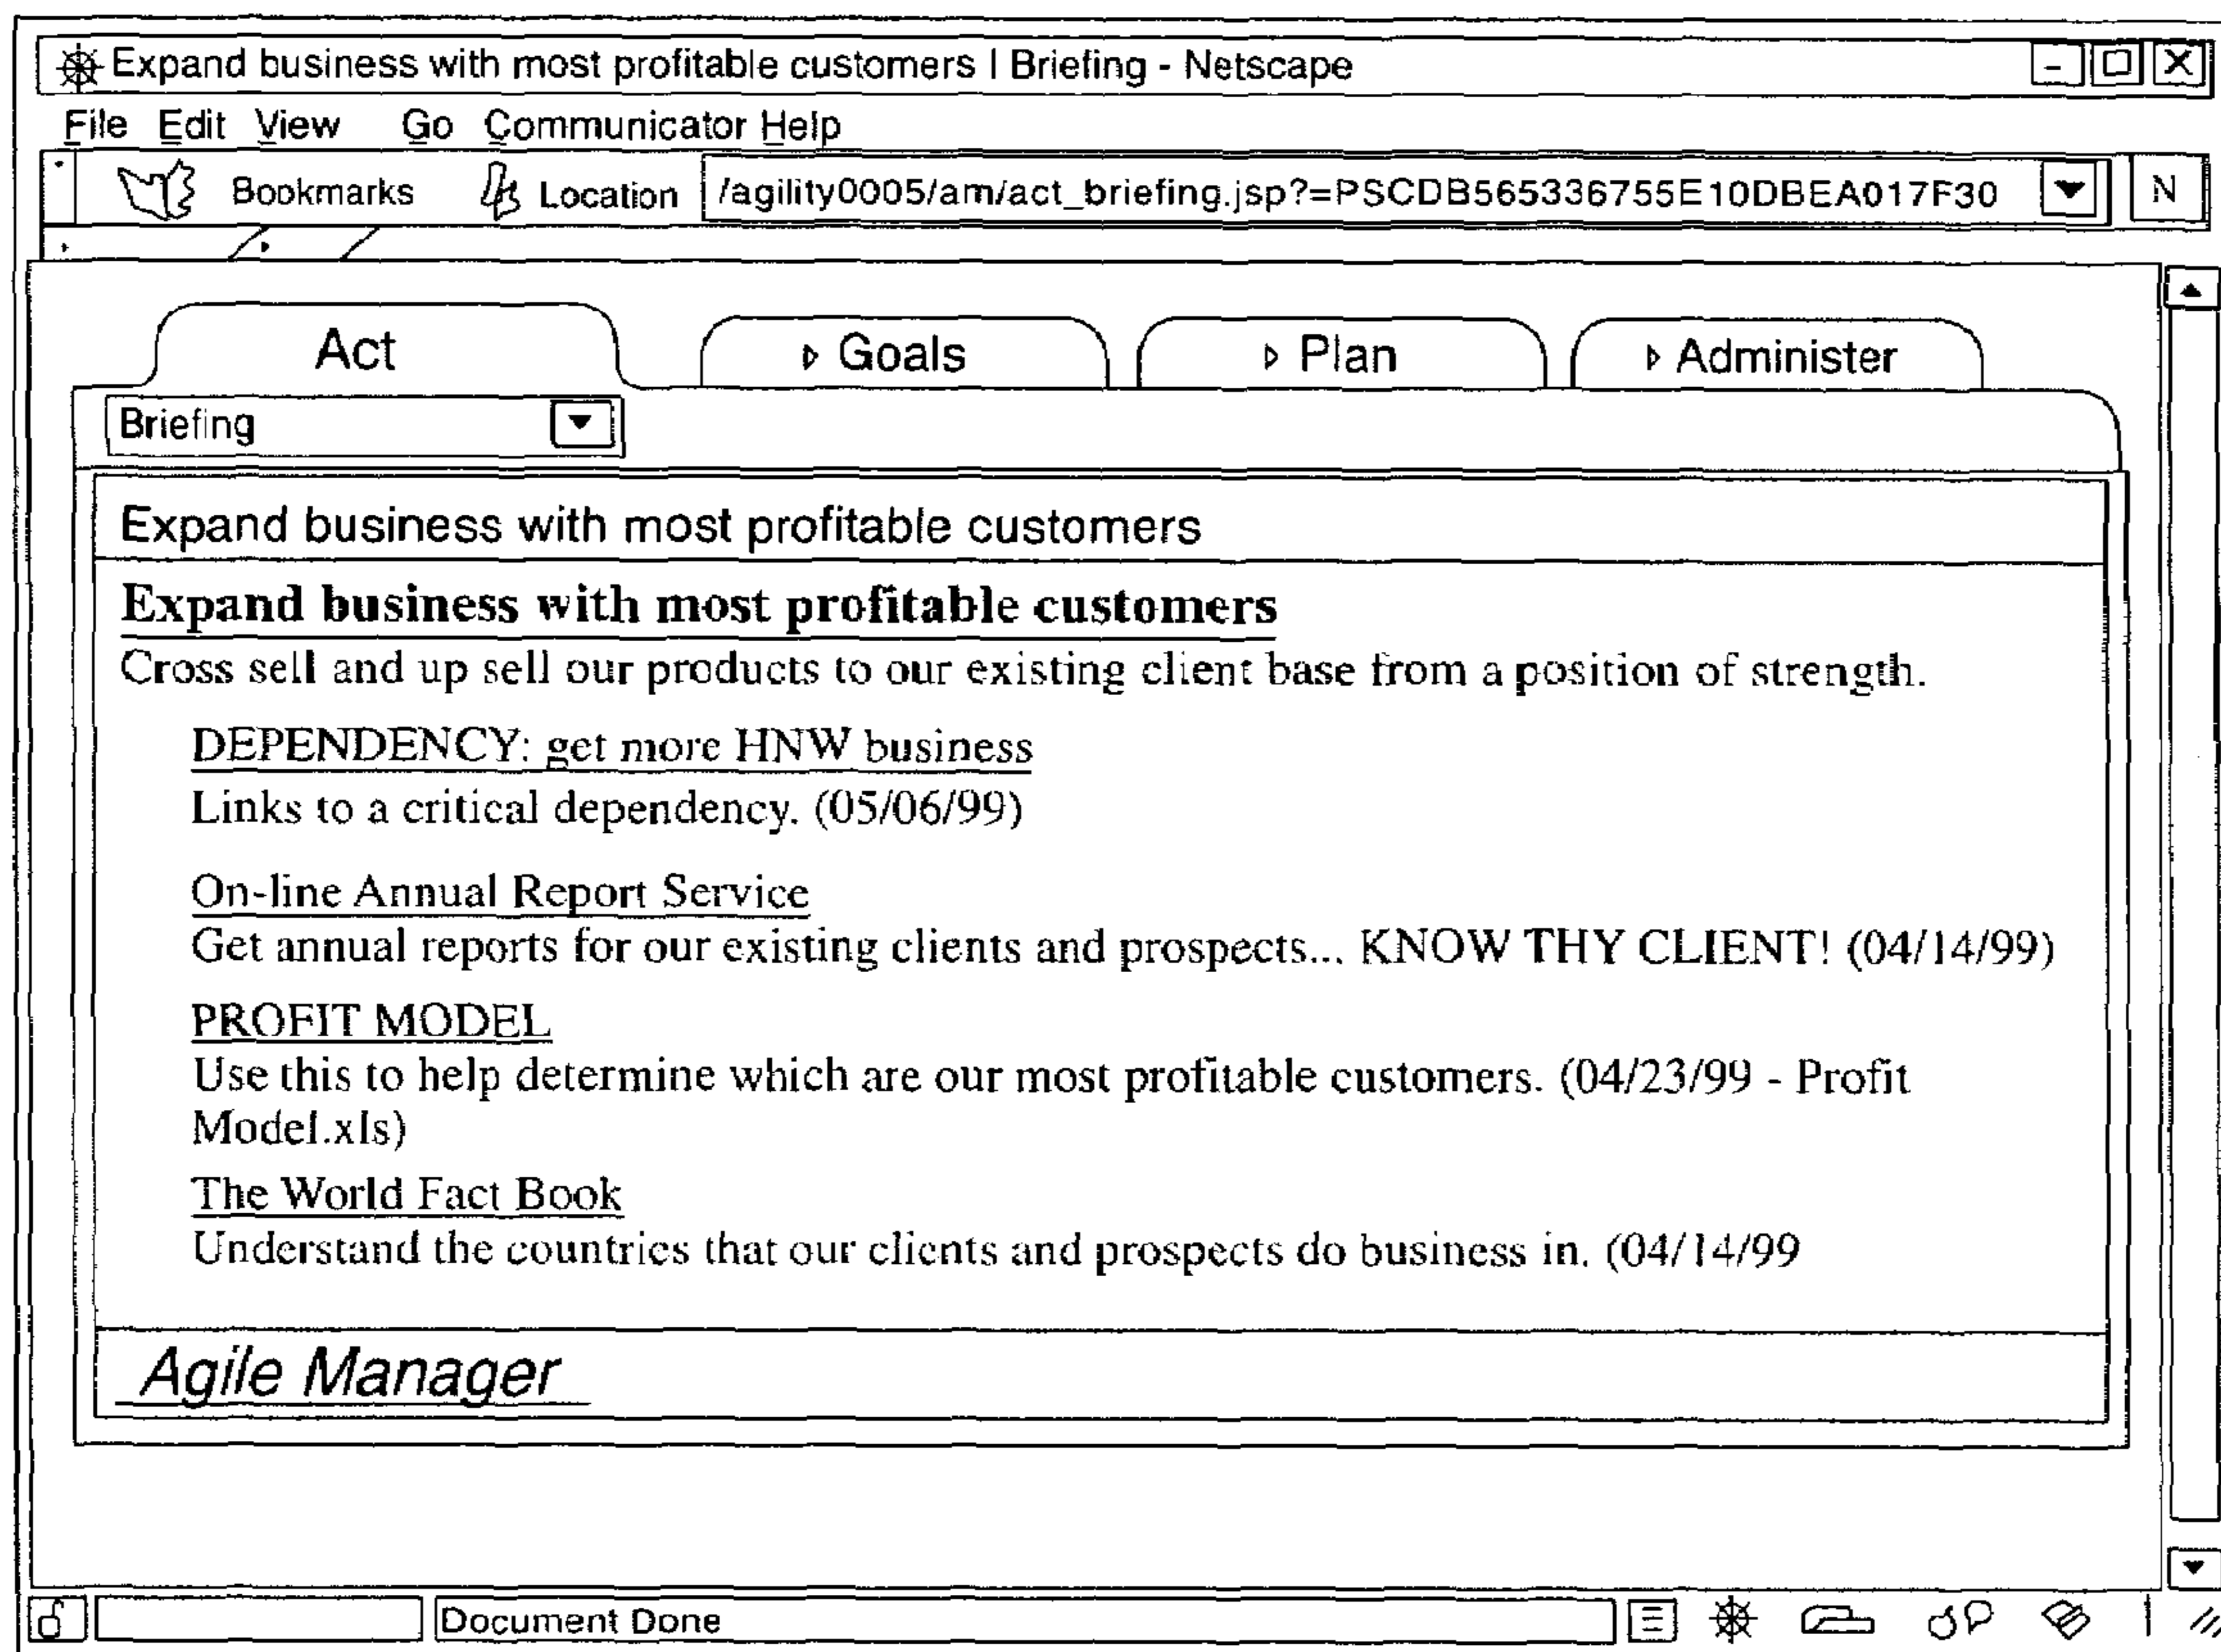 Expand business with most profitable customers | Briefing - Netscape
File Edit View Go Communicator Help
Bookmarks Location /agility0005/am/act_briefing.jsp?=PSCDB565336755E10DBEA017F30 N
Act Goals Plan Administer
Briefing
Expand business with most profitable customers
Expand business with most profitable customers
Cross sell and up sell our products to our existing client base from a position of strength.
DEPENDENCY: get more HNW business
Links to a critical dependency. (05/06/99)
On-line Annual Report Service
Get annual reports for our existing clients and prospects... KNOW THY CLIENT! (04/14/99)
PROFIT MODEL
Use this to help determine which are our most profitable customers. (04/23/99 - Profit
Model.xls)
The World Fact Book
Understand the countries that our clients and prospects do business in. (04/14/99
Agile Manager
Document Done